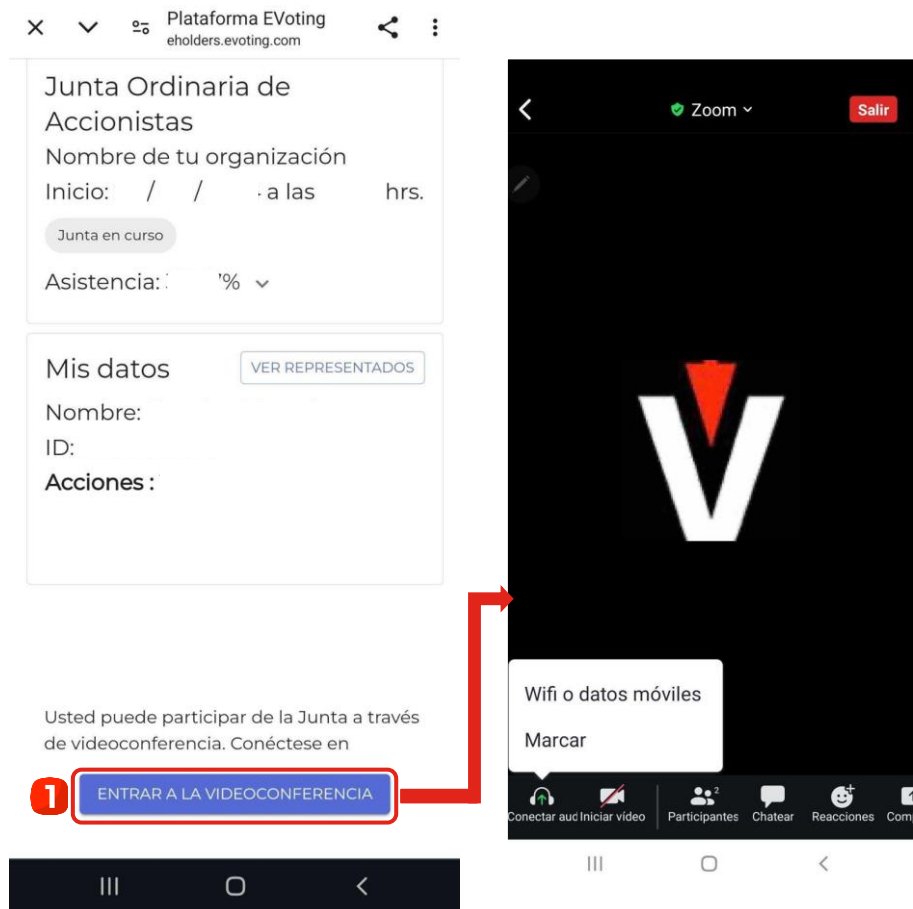 Plataforma EVoting
eholders.evoting.com
Junta Ordinaria de
Accionistas
Nombre de tu organización
Inicio: / / a las hrs.
Junta en curso
Asistencia: %
Mis datos
VER REPRESENTADOS
Nombre:
ID:
Acciones :
Usted puede participar de la Junta a través
de videoconferencia. Conéctese en
1
ENTRAR A LA VIDEOCONFERENCIA
Zoom
Salir
V
Wifi o datos móviles
Marcar
2
Conectar aud Iniciar vídeo Participantes Chatear Reacciones Comp